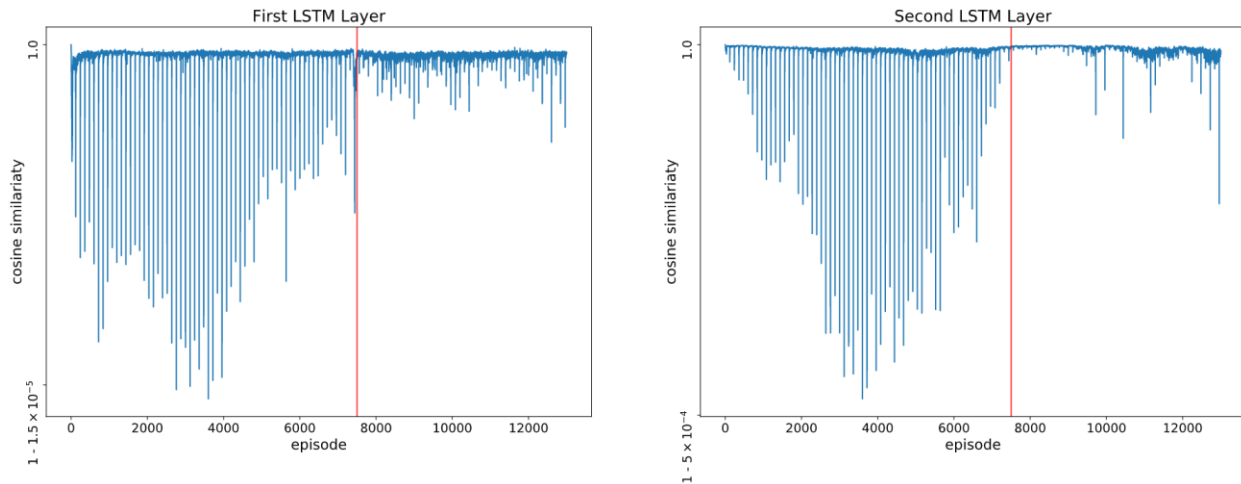 First LSTM Layer
cosine similariaty
1.0
1 - 1.5 × 10⁻⁵
0 2000 4000 6000 8000 10000 12000
episode
Second LSTM Layer
cosine similariaty
1.0
1 - 5 × 10⁻⁴
0 2000 4000 6000 8000 10000 12000
episode